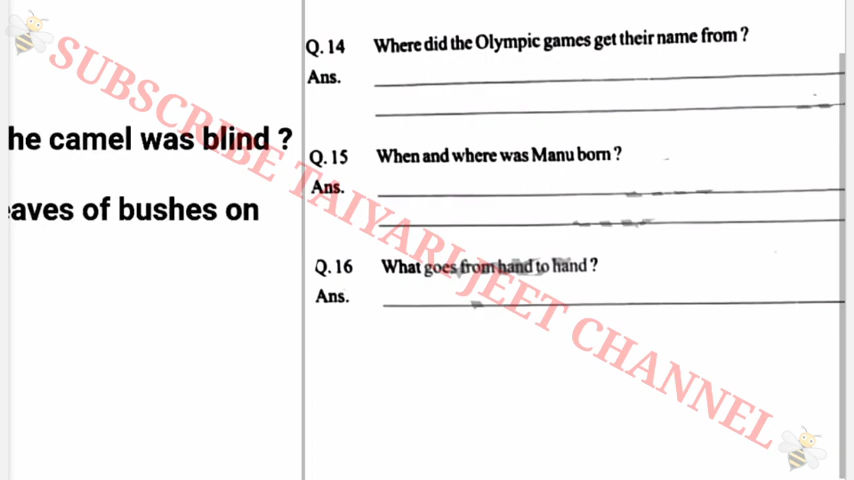 he camel was blind ?
eaves of bushes on
Q. 14 Where did the Olympic games get their name from ?
Ans.
Q. 15 When and where was Manu born ?
Ans.
Q. 16 What goes from hand to hand ?
Ans.
SUBSCRIBE TAIYARI JEET CHANNEL